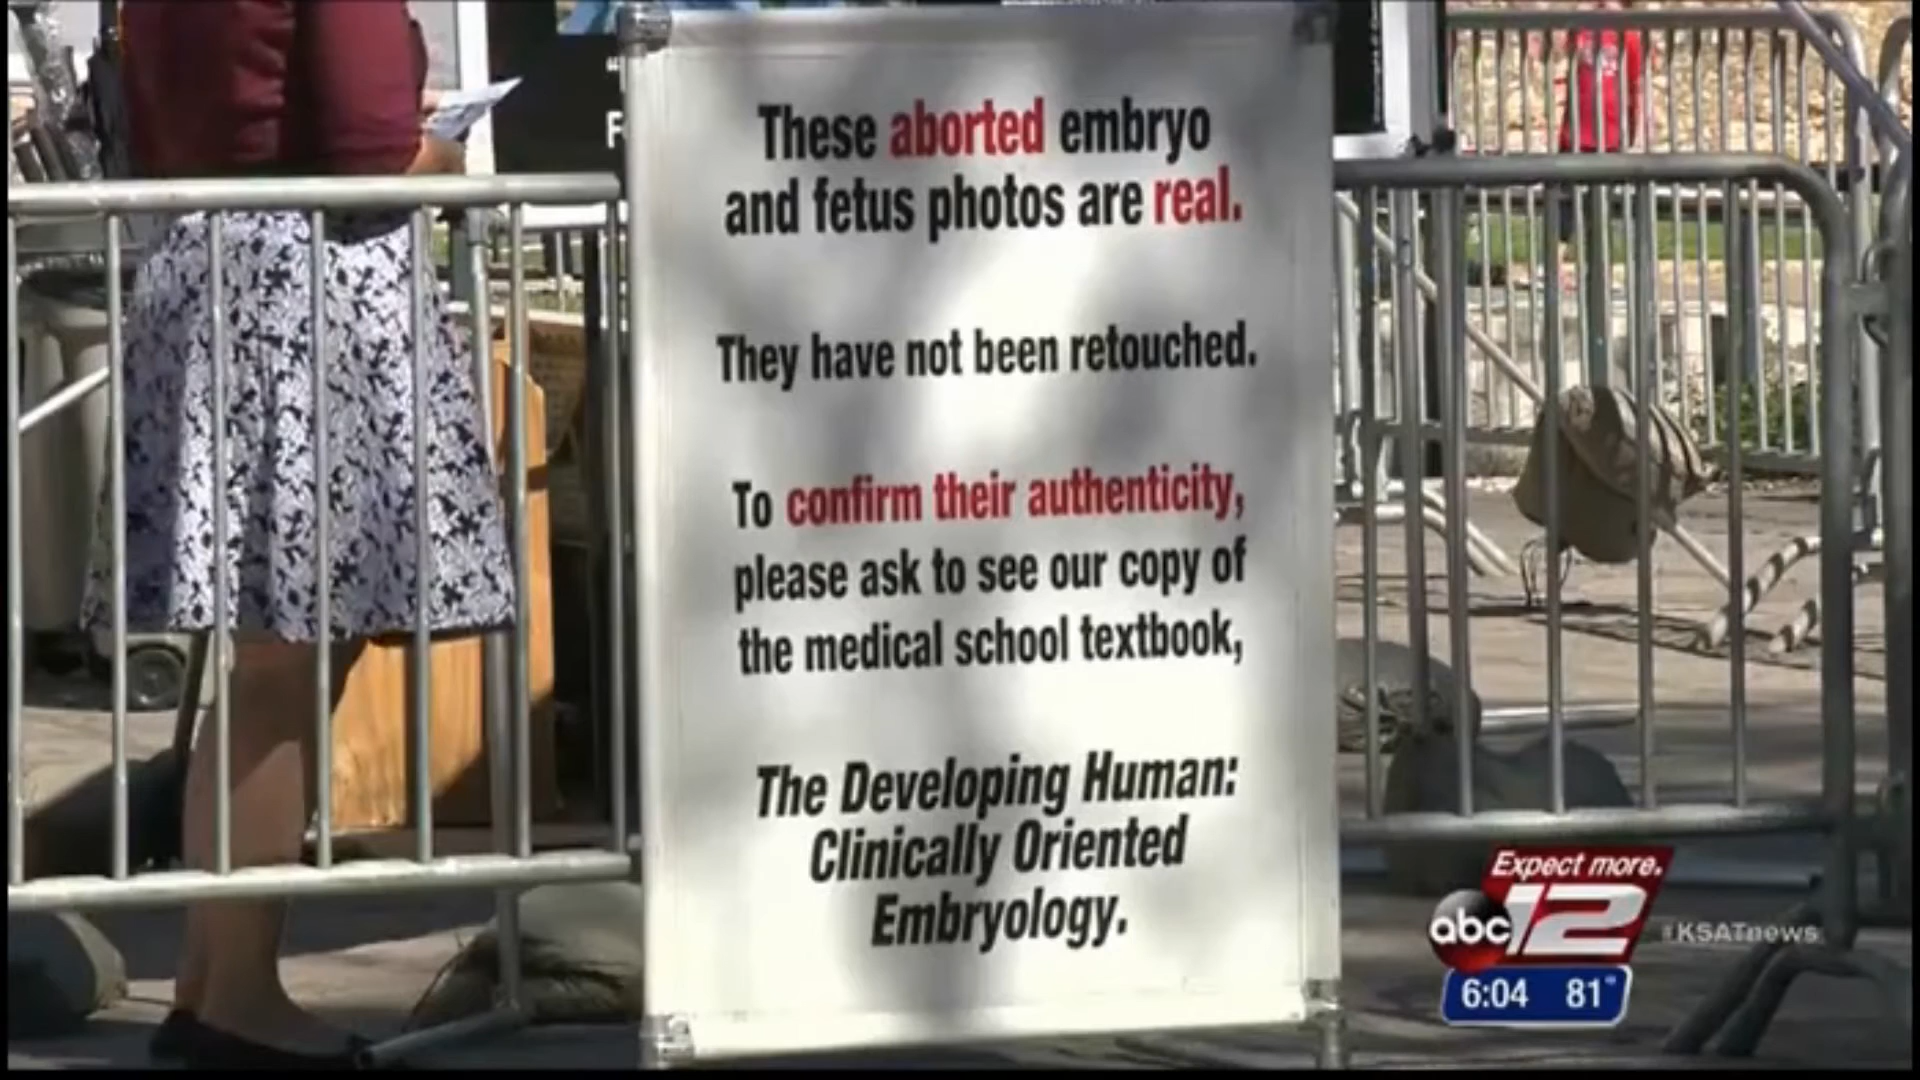 These aborted embryo
and fetus photos are real.
They have not been retouched.
To confirm their authenticity,
please ask to see our copy of
the medical school textbook,
The Developing Human:
Clinically Oriented
Embryology.
Expect more.
abc 12
#KSATnews
6:04 81°